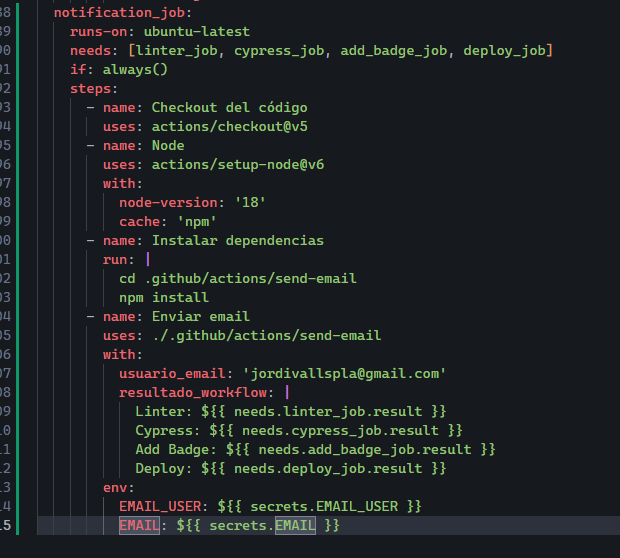 88 notification_job:
89 runs-on: ubuntu-latest
90 needs: [linter_job, cypress_job, add_badge_job, deploy_job]
91 if: always()
92 steps:
93 - name: Checkout del código
94 uses: actions/checkout@v5
95 - name: Node
96 uses: actions/setup-node@v6
97 with:
98 node-version: '18'
99 cache: 'npm'
00 - name: Instalar dependencias
01 run: |
02 cd .github/actions/send-email
03 npm install
04 - name: Enviar email
05 uses: ./.github/actions/send-email
06 with:
07 usuario_email: 'jordivallspla@gmail.com'
08 resultado_workflow: |
09 Linter: ${{ needs.linter_job.result }}
10 Cypress: ${{ needs.cypress_job.result }}
11 Add Badge: ${{ needs.add_badge_job.result }}
12 Deploy: ${{ needs.deploy_job.result }}
13 env:
14 EMAIL_USER: ${{ secrets.EMAIL_USER }}
15 EMAIL: ${{ secrets.EMAIL }}